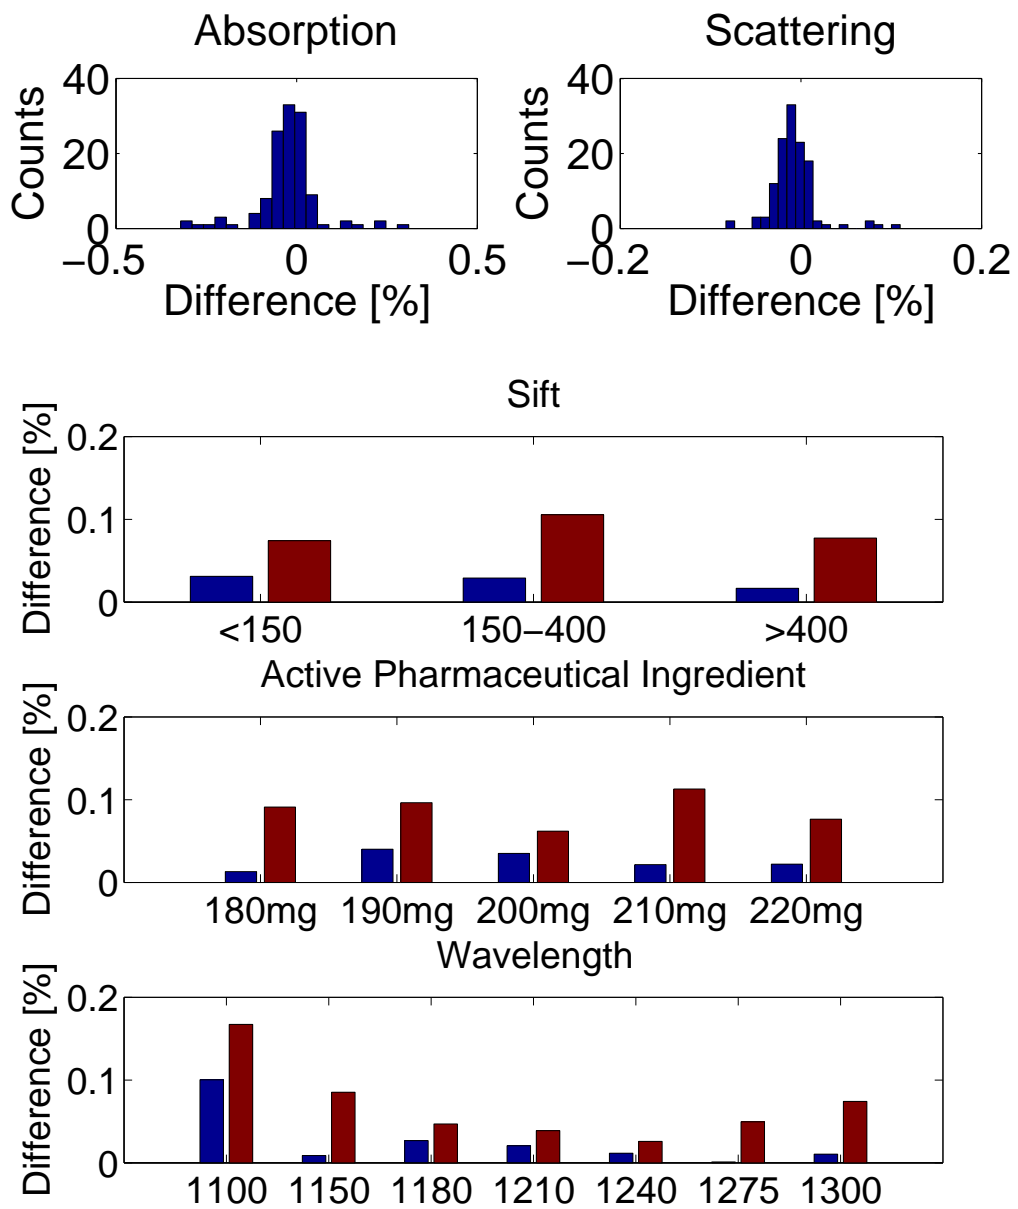 Absorption
Scattering
40
20
0
Counts
−0.5 0 0.5
Difference [%]
40
20
0
Counts
−0.2 0 0.2
Difference [%]
Sift
0.2
0.1
0
Difference [%]
<150 150−400 >400
Active Pharmaceutical Ingredient
0.2
0.1
0
Difference [%]
180mg 190mg 200mg 210mg 220mg
Wavelength
0.2
0.1
0
Difference [%]
1100 1150 1180 1210 1240 1275 1300